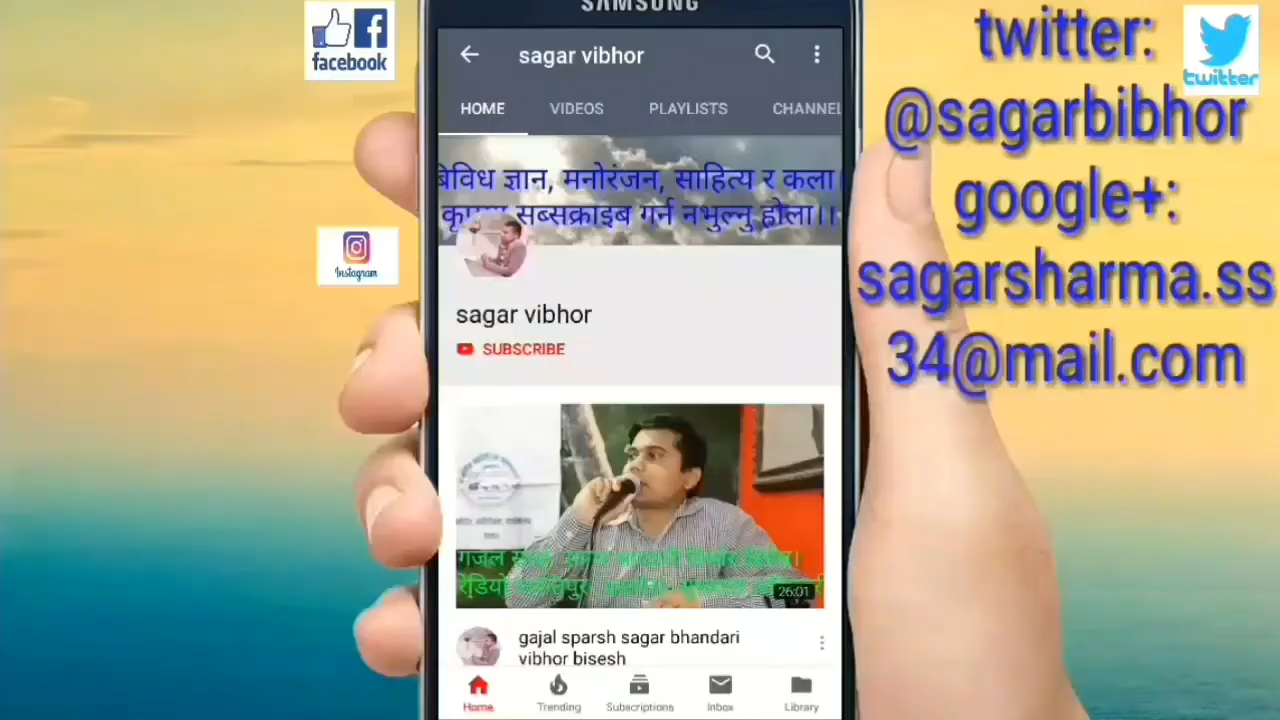 SAMSUNG
facebook
sagar vibhor
HOME VIDEOS PLAYLISTS CHANNEL
बिविध ज्ञान, मनोरंजन, साहित्य र कला।
सब्सक्राइब गर्न नभुल्नु होला।।
Instagram
sagar vibhor
SUBSCRIBE
गजल
रेडियो
26:01
gajal sparsh sagar bhandari
vibhor bisesh
Home Trending Subscriptions Inbox Library
twitter:
twitter
@sagarbibhor
google+:
sagarsharma.ss
34@mail.com